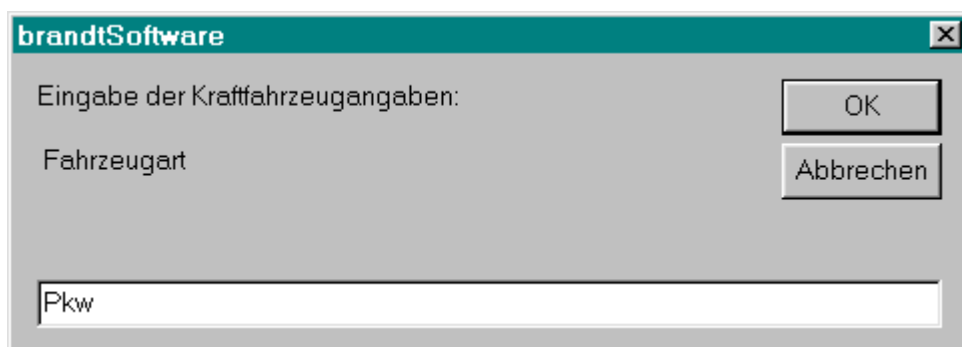 brandtSoftware
Eingabe der Kraftfahrzeugangaben:
OK
Fahrzeugart
Abbrechen
Pkw